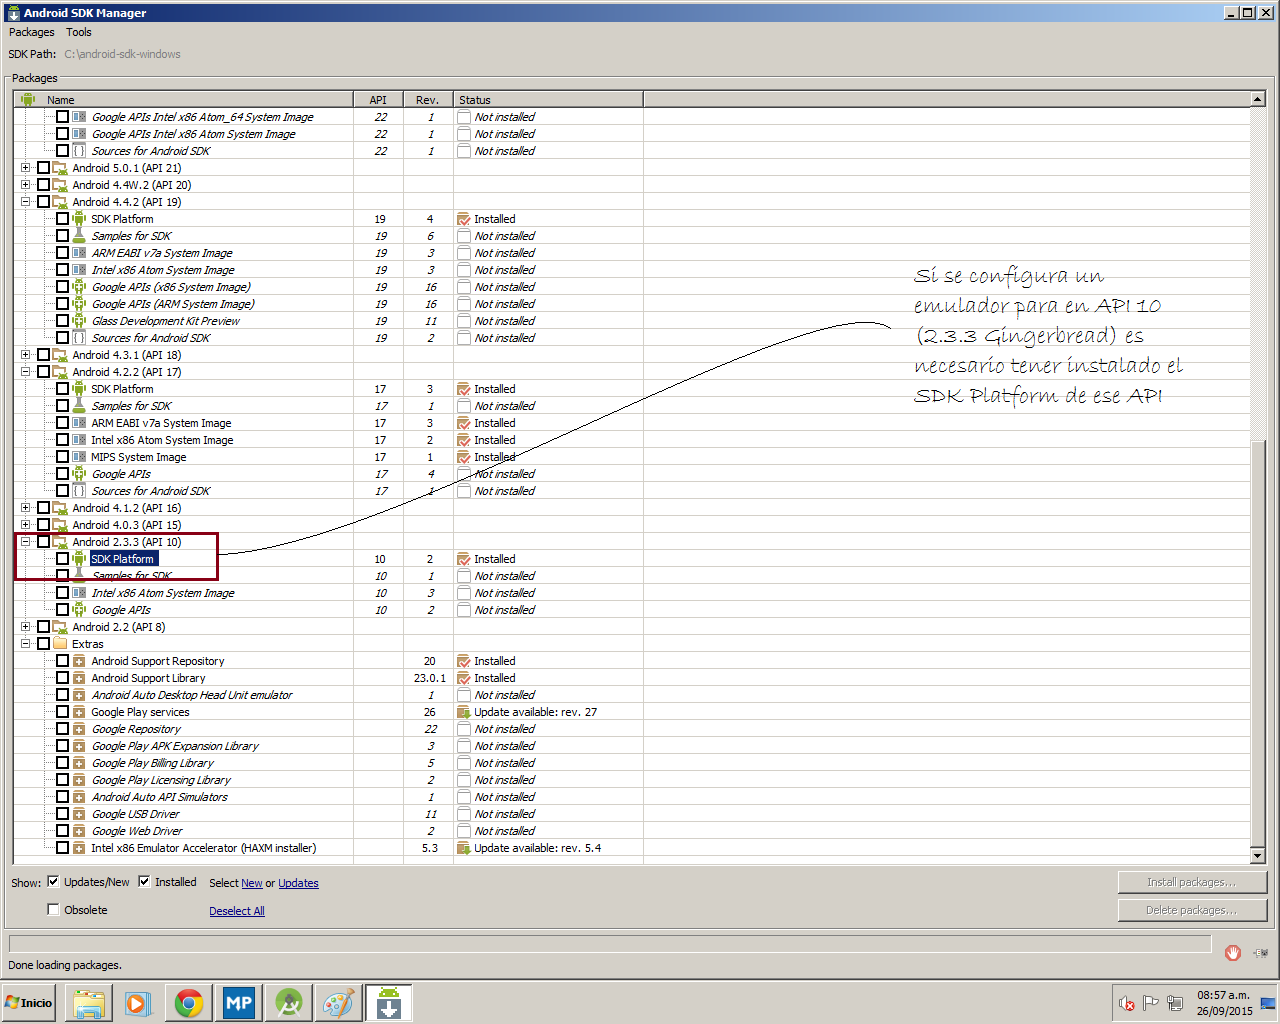 Android SDK Manager
Packages Tools
SDK Path: C:\android-sdk-windows
Packages
Name API Rev. Status
Google APIs Intel x86 Atom_64 System Image 22 1 Not installed
Google APIs Intel x86 Atom System Image 22 1 Not installed
Sources for Android SDK 22 1 Not installed
Android 5.0.1 (API 21)
Android 4.4W.2 (API 20)
Android 4.4.2 (API 19)
SDK Platform 19 4 Installed
Samples for SDK 19 6 Not installed
ARM EABI v7a System Image 19 3 Not installed
Intel x86 Atom System Image 19 3 Not installed
Google APIs (x86 System Image) 19 16 Not installed
Google APIs (ARM System Image) 19 16 Not installed
Glass Development Kit Preview 19 11 Not installed
Sources for Android SDK 19 2 Not installed
Android 4.3.1 (API 18)
Android 4.2.2 (API 17)
SDK Platform 17 3 Installed
Samples for SDK 17 1 Not installed
ARM EABI v7a System Image 17 3 Installed
Intel x86 Atom System Image 17 2 Installed
MIPS System Image 17 1 Installed
Google APIs 17 4 Not installed
Sources for Android SDK 17 1 Not installed
Android 4.1.2 (API 16)
Android 4.0.3 (API 15)
Android 2.3.3 (API 10)
SDK Platform 10 2 Installed
Samples for SDK 10 1 Not installed
Intel x86 Atom System Image 10 3 Not installed
Google APIs 10 2 Not installed
Android 2.2 (API 8)
Extras
Android Support Repository 20 Installed
Android Support Library 23.0.1 Installed
Android Auto Desktop Head Unit emulator 1 Not installed
Google Play services 26 Update available: rev. 27
Google Repository 22 Not installed
Google Play APK Expansion Library 3 Not installed
Google Play Billing Library 5 Not installed
Google Play Licensing Library 2 Not installed
Android Auto API Simulators 1 Not installed
Google USB Driver 11 Not installed
Google Web Driver 2 Not installed
Intel x86 Emulator Accelerator (HAXM installer) 5.3 Update available: rev. 5.4
Si se configura un
emulador para en API 10
(2.3.3 Gingerbread) es
necesario tener instalado el
SDK Platform de ese API
Show: Updates/New Installed Select New or Updates
Install packages...
Obsolete Deselect All
Delete packages...
Done loading packages.
Inicio
MP
08:57 a.m.
26/09/2015